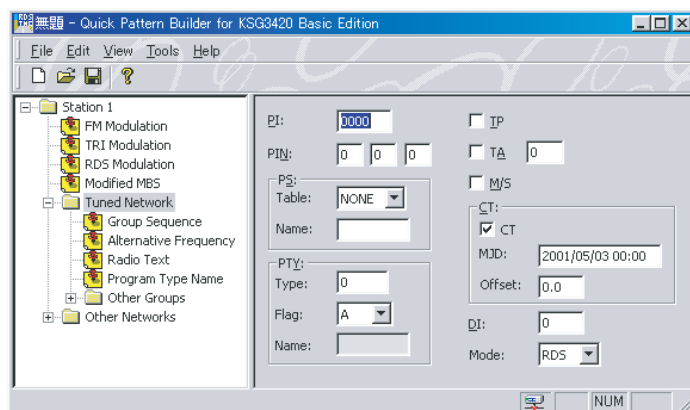 無題 - Quick Pattern Builder for KSG3420 Basic Edition
File Edit View Tools Help
Station 1
FM Modulation
TRI Modulation
RDS Modulation
Modified MBS
Tuned Network
Group Sequence
Alternative Frequency
Radio Text
Program Type Name
Other Groups
Other Networks
PI: 0000
PIN: 0 0 0
PS:
Table: NONE
Name:
PTY:
Type: 0
Flag: A
Name:
TP
TA 0
M/S
CT:
CT
MJD: 2001/05/03 00:00
Offset: 0.0
DI: 0
Mode: RDS
NUM